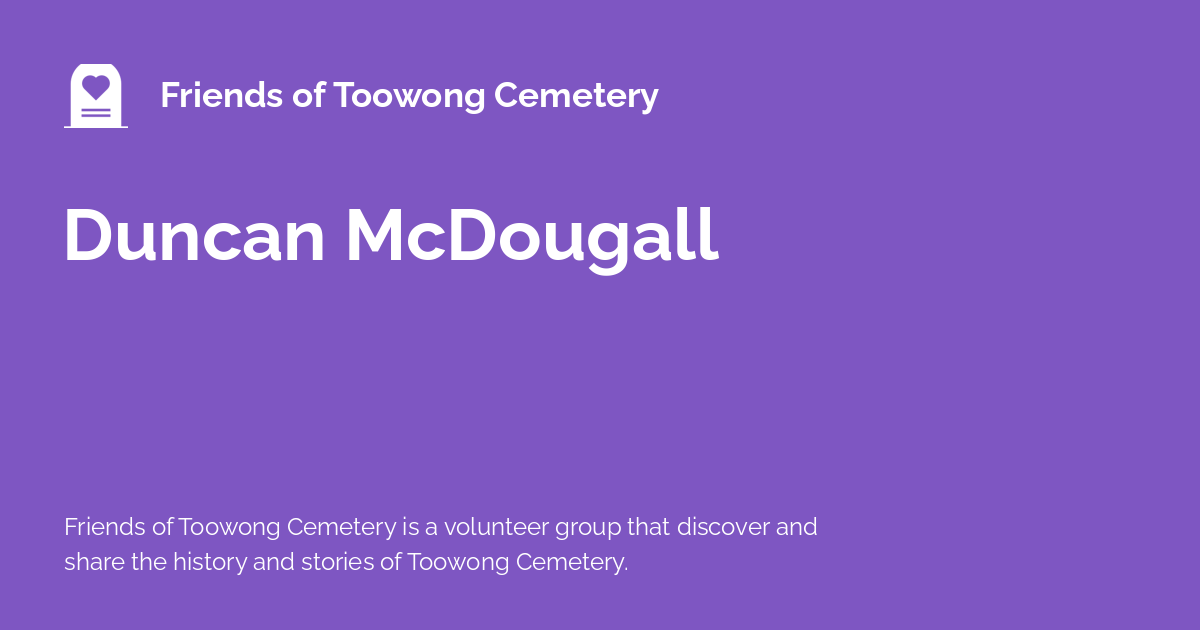 Friends of Toowong Cemetery
Duncan McDougall
Friends of Toowong Cemetery is a volunteer group that discover and
share the history and stories of Toowong Cemetery.